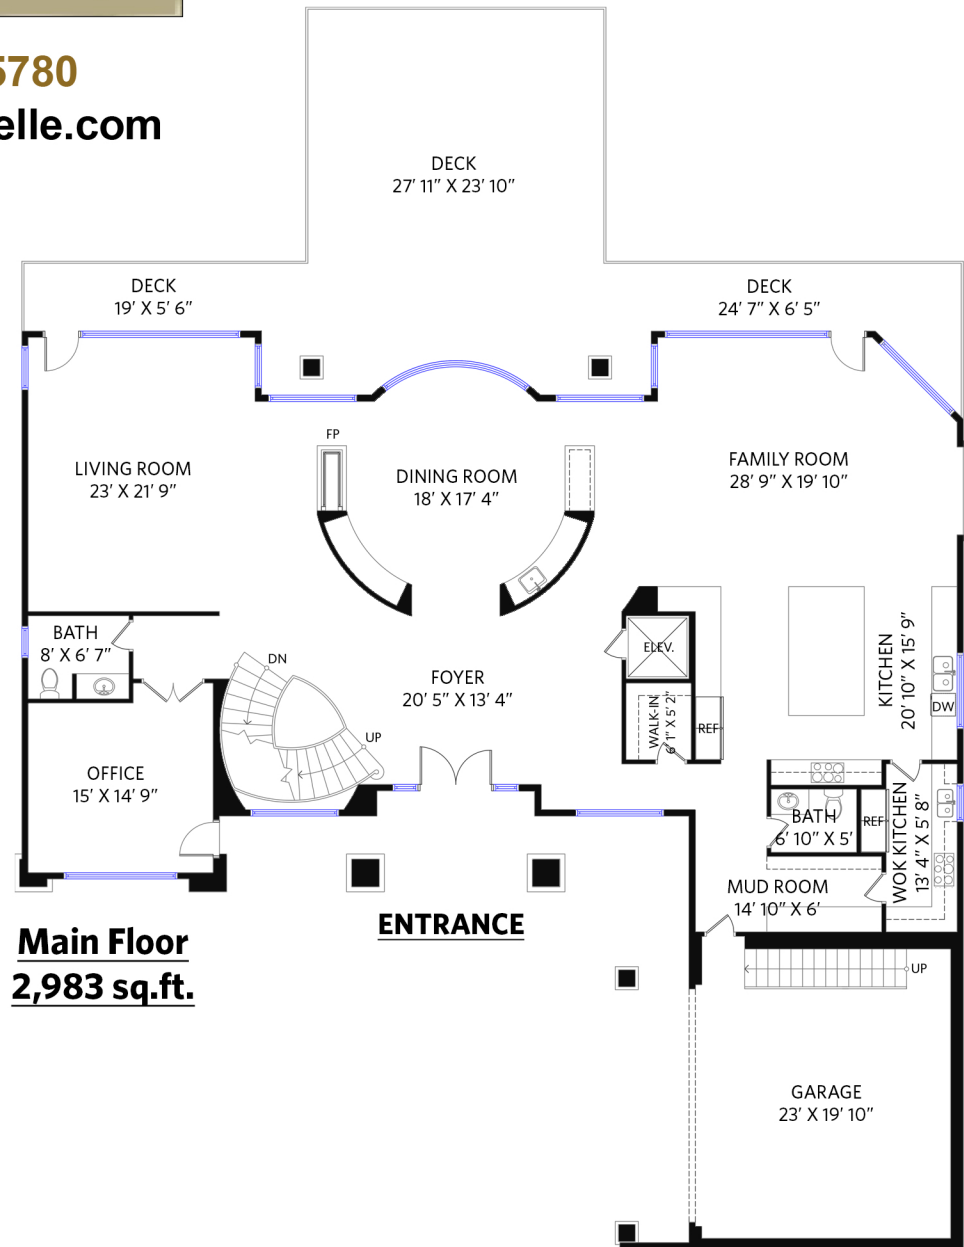 5780
elle.com
DECK
27' 11" X 23' 10"
DECK
19' X 5' 6"
DECK
24' 7" X 6' 5"
FP
LIVING ROOM
23' X 21' 9"
DINING ROOM
18' X 17' 4"
FAMILY ROOM
28' 9" X 19' 10"
BATH
8' X 6' 7"
DN
UP
FOYER
20' 5" X 13' 4"
ELEV.
WALK-IN
6' 1" X 5' 2"
REF
KITCHEN
20' 10" X 15' 9"
DW
OFFICE
15' X 14' 9"
BATH
6' 10" X 5'
REF
WOK KITCHEN
13' 4" X 5' 8"
MUD ROOM
14' 10" X 6'
ENTRANCE
Main Floor
2,983 sq.ft.
UP
GARAGE
23' X 19' 10"